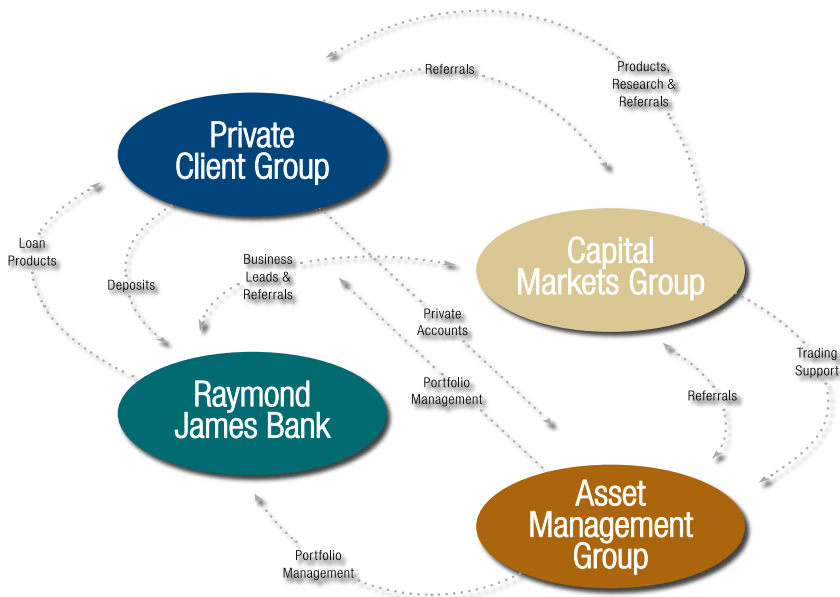 Referrals
Products,
Research &
Referrals
Private
Client Group
Loan
Products
Deposits
Business
Leads &
Referrals
Capital
Markets Group
Private
Accounts
Trading
Support
Raymond
James Bank
Portfolio
Management
Referrals
Asset
Management
Group
Portfolio
Management